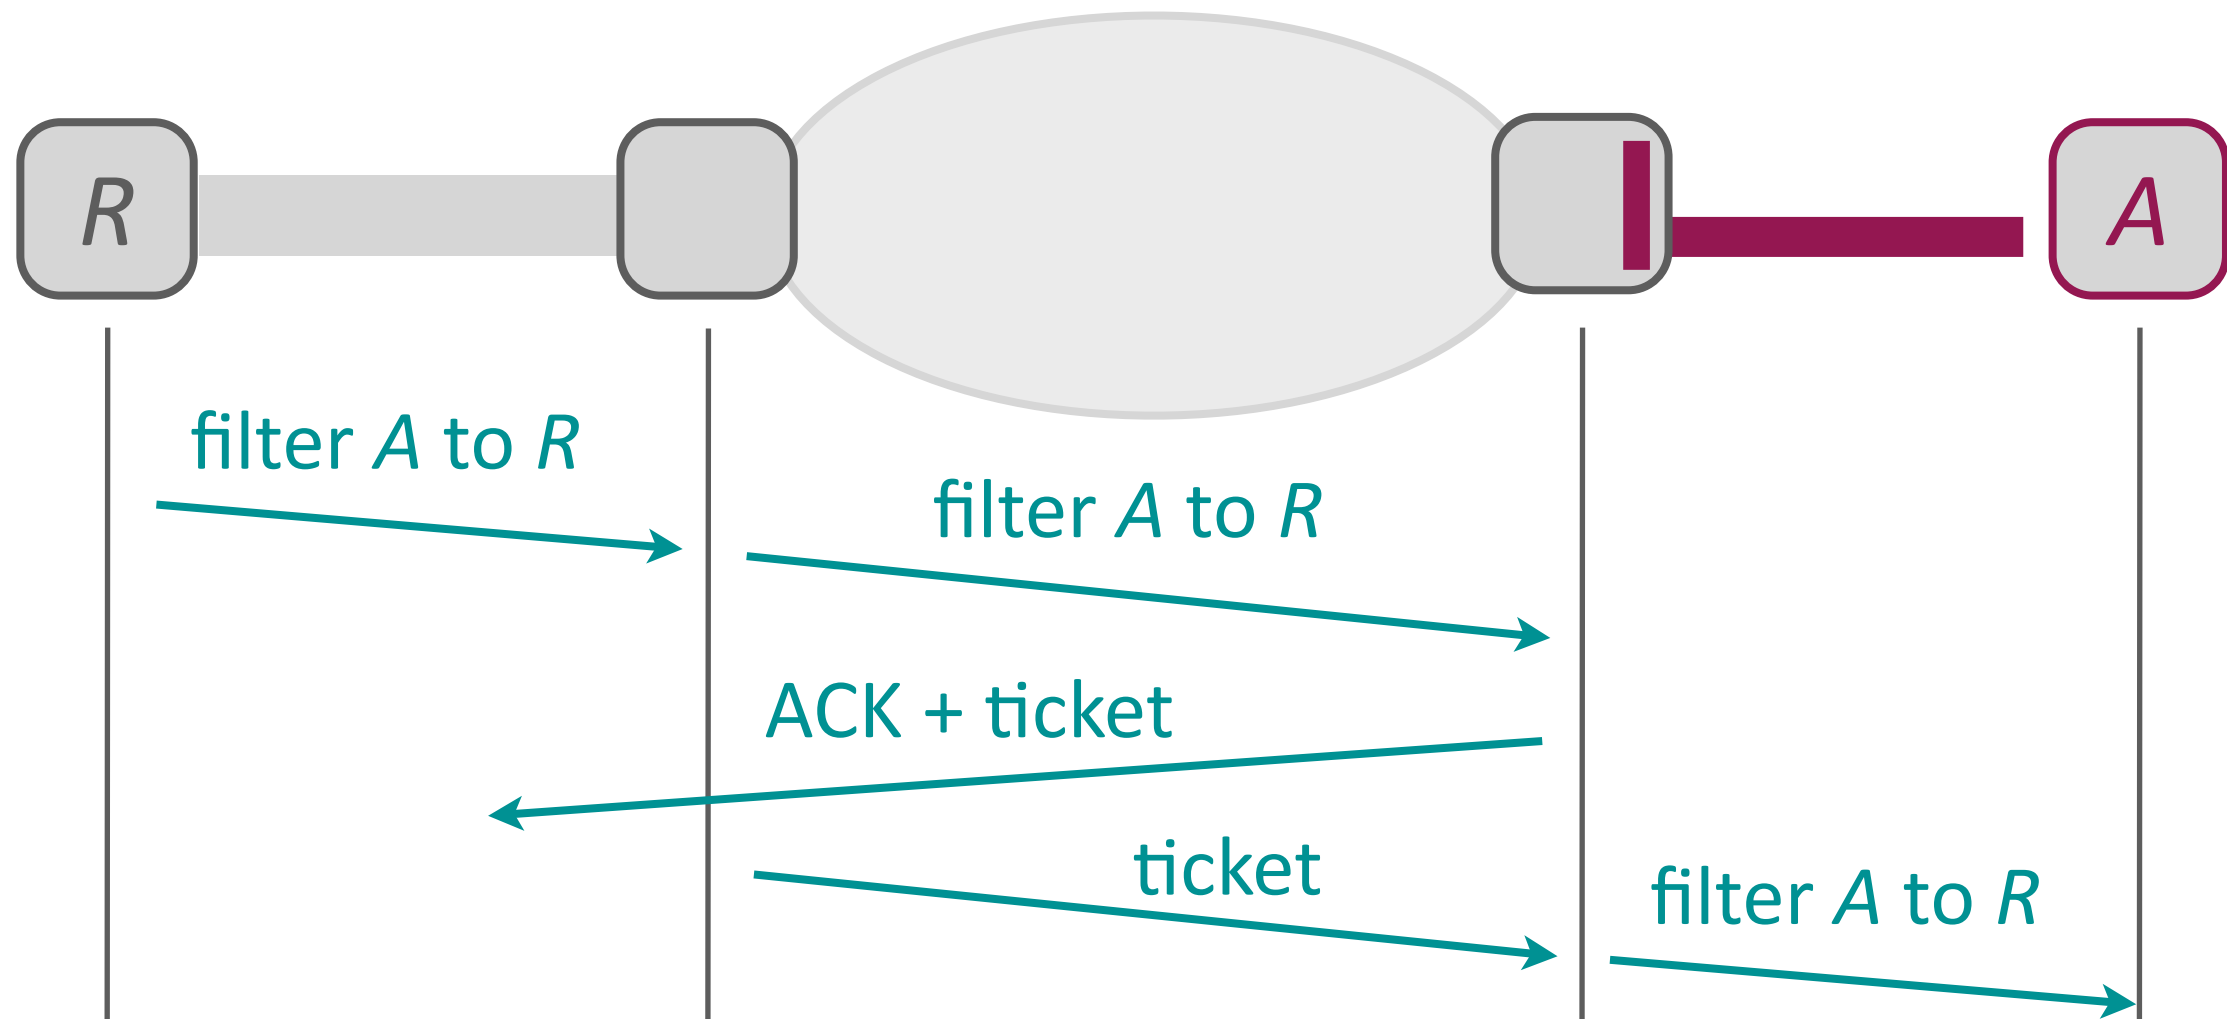 R
A
filter A to R
filter A to R
ACK + ticket
ticket
filter A to R